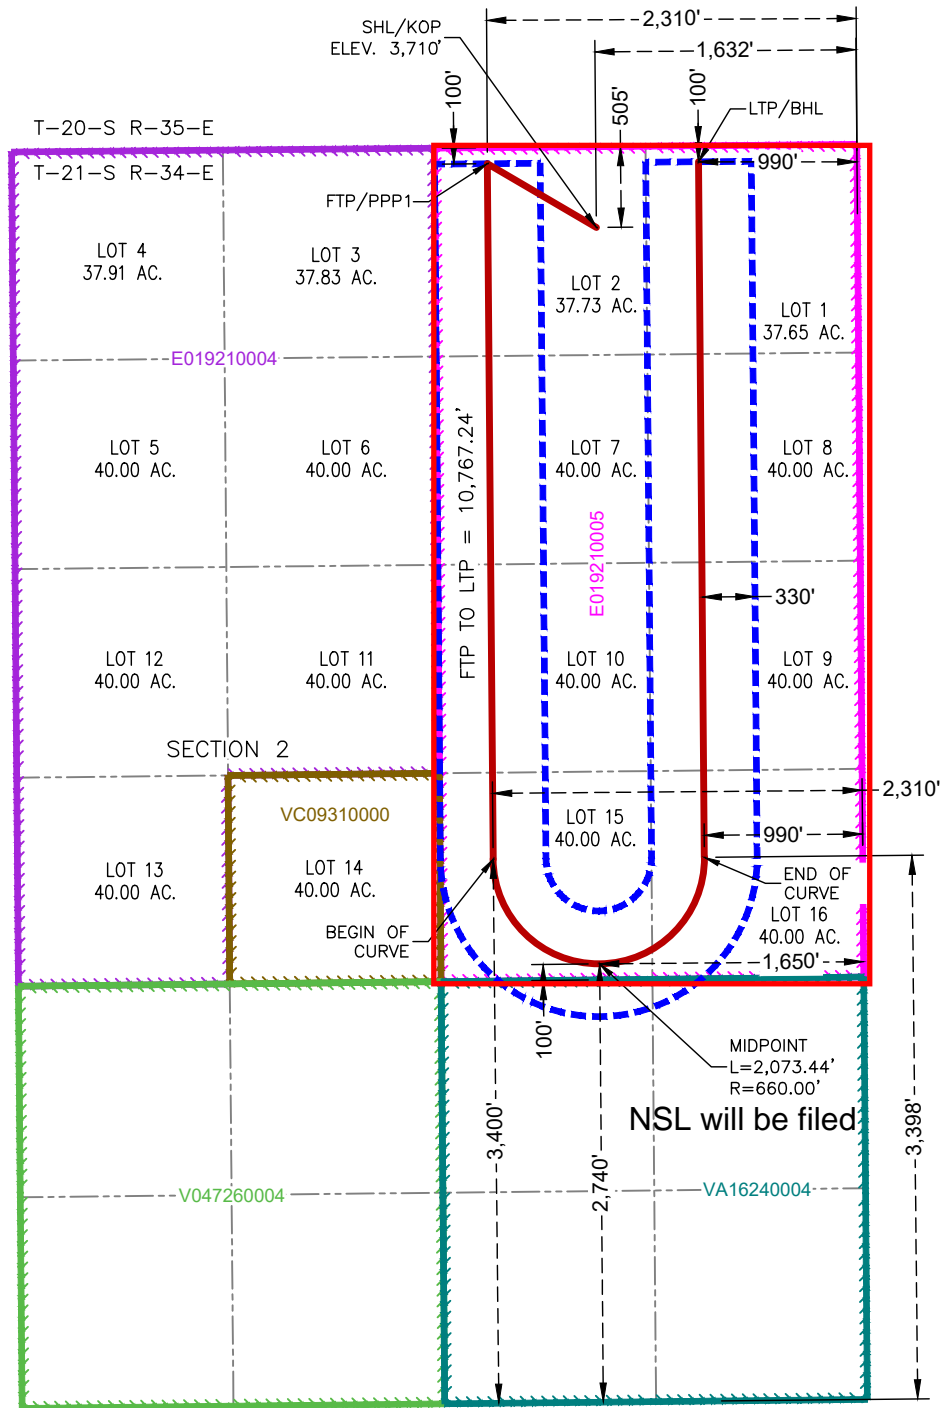 2,310'
SHL/KOP
ELEV. 3,710'
1,632'
100'
505'
100'
LTP/BHL
T-20-S R-35-E
T-21-S R-34-E
990'
FTP/PPP1
LOT 4
37.91 AC.
LOT 3
37.83 AC.
LOT 2
37.73 AC.
LOT 1
37.65 AC.
E019210004
LOT 5
40.00 AC.
LOT 6
40.00 AC.
FTP TO LTP = 10,767.24'
LOT 7
40.00 AC.
LOT 8
40.00 AC.
E019210005
330'
LOT 12
40.00 AC.
LOT 11
40.00 AC.
LOT 10
40.00 AC.
LOT 9
40.00 AC.
SECTION 2
2,310'
VC09310000
LOT 15
40.00 AC.
990'
LOT 13
40.00 AC.
LOT 14
40.00 AC.
END OF
CURVE
BEGIN OF
CURVE
LOT 16
40.00 AC.
1,650'
100'
MIDPOINT
L=2,073.44'
R=660.00'
NSL will be filed
3,400'
2,740'
3,398'
V047260004
VA16240004